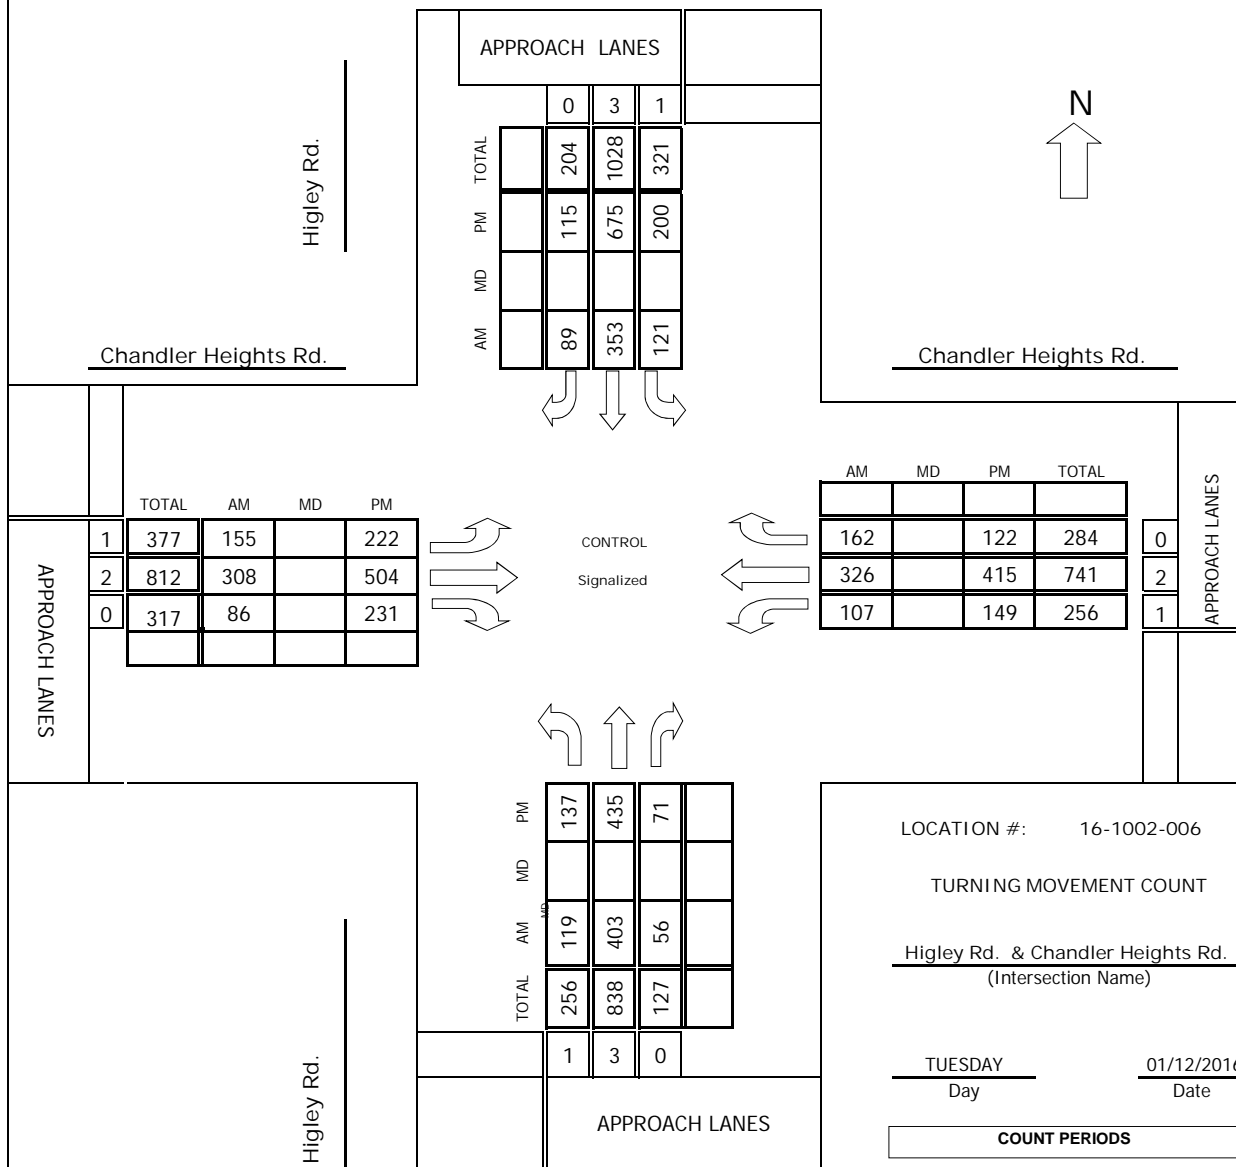 APPROACH LANES
0 3 1
N
TOTAL 204 1028 321
PM 115 675 200
MD
AM 89 353 121
Higley Rd.
Chandler Heights Rd.
Chandler Heights Rd.
TOTAL AM MD PM
1 377 155 222
2 812 308 504
0 317 86 231
APPROACH LANES
CONTROL
Signalized
AM MD PM TOTAL
162 122 284 0
326 415 741 2
107 149 256 1
APPROACH LANES
PM 137 435 71
MD
MD
AM 119 403 56
TOTAL 256 838 127
1 3 0
APPROACH LANES
Higley Rd.
LOCATION #: 16-1002-006
TURNING MOVEMENT COUNT
Higley Rd. & Chandler Heights Rd.
(Intersection Name)
TUESDAY 01/12/2016
Day Date
COUNT PERIODS